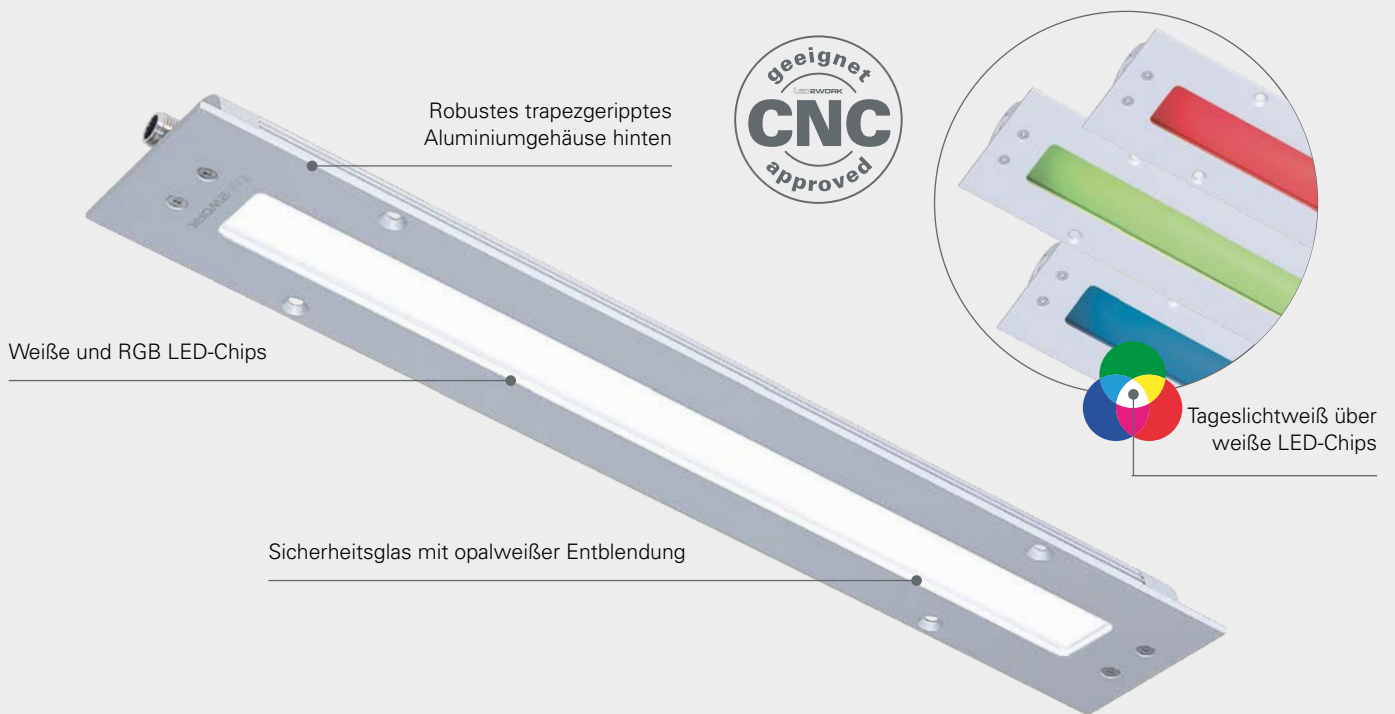 Robustes trapezgeripptes
Aluminiumgehäuse hinten
geeignet
LED2WORK
CNC
approved
Weiße und RGB LED-Chips
Tageslichtweiß über
weiße LED-Chips
Sicherheitsglas mit opalweißer Entblendung
LED2WORK